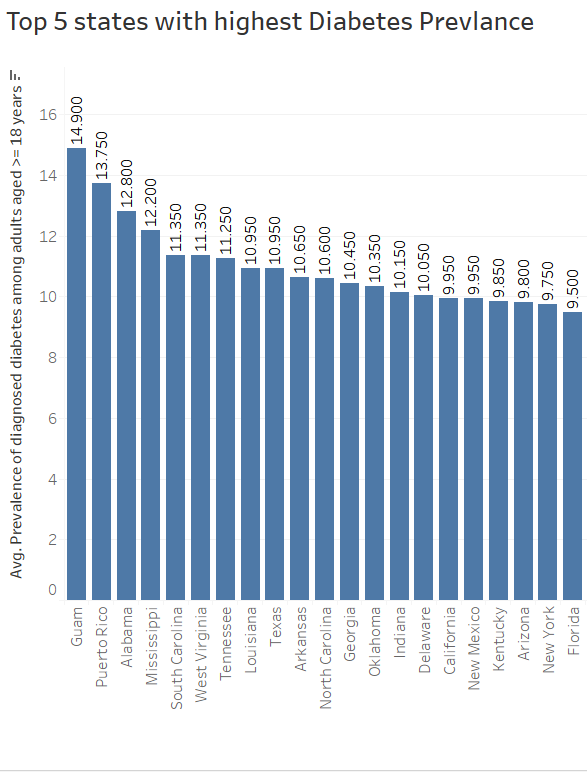 Top 5 states with highest Diabetes Prevlance
Avg. Prevalence of diagnosed diabetes among adults aged >= 18 years
16
14
12
10
8
6
4
2
0
14.900
13.750
12.800
12.200
11.350
11.350
11.250
10.950
10.950
10.650
10.600
10.450
10.350
10.150
10.050
9.950
9.950
9.850
9.800
9.750
9.500
Guam
Puerto Rico
Alabama
Mississippi
South Carolina
West Virginia
Tennessee
Louisiana
Texas
Arkansas
North Carolina
Georgia
Oklahoma
Indiana
Delaware
California
New Mexico
Kentucky
Arizona
New York
Florida